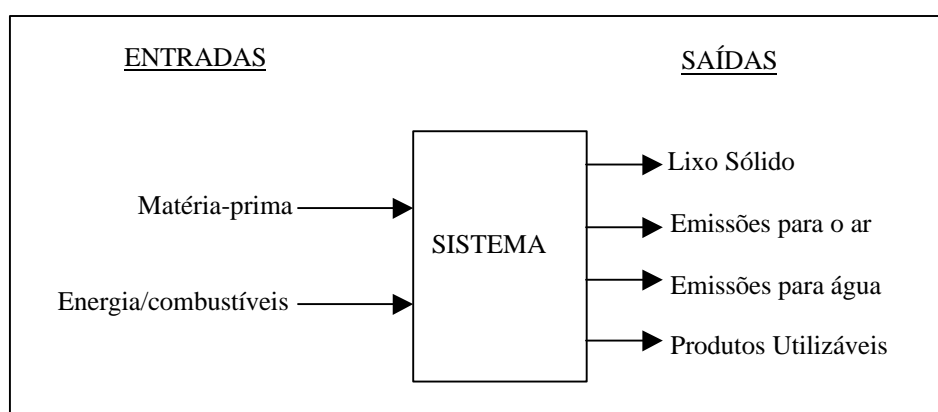 ENTRADAS
SAÍDAS
Matéria-prima
Energia/combustíveis
SISTEMA
Lixo Sólido
Emissões para o ar
Emissões para água
Produtos Utilizáveis